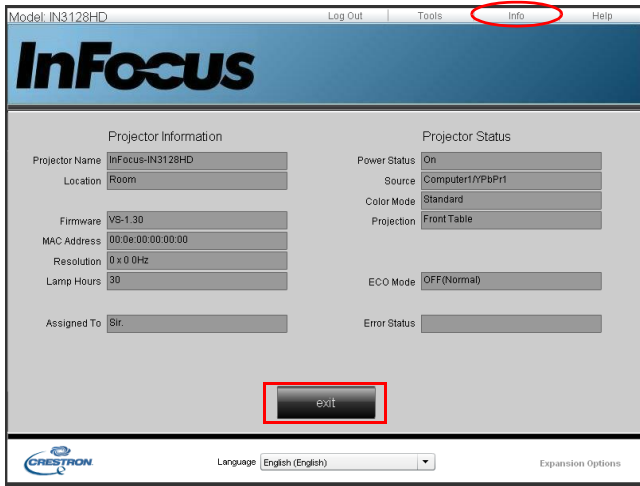 Model: IN3128HD Log Out Tools Info Help
InFocus
Projector Information
Projector Name InFocus-IN3128HD
Location Room
Firmware VS-1.30
MAC Address 00:0e:00:00:00:00
Resolution 0 x 0 0Hz
Lamp Hours 30
Assigned To Sir.
Projector Status
Power Status On
Source Computer1/YPbPr1
Color Mode Standard
Projection Front Table
ECO Mode OFF(Normal)
Error Status
exit
CRESTRON Language English (English) Expansion Options